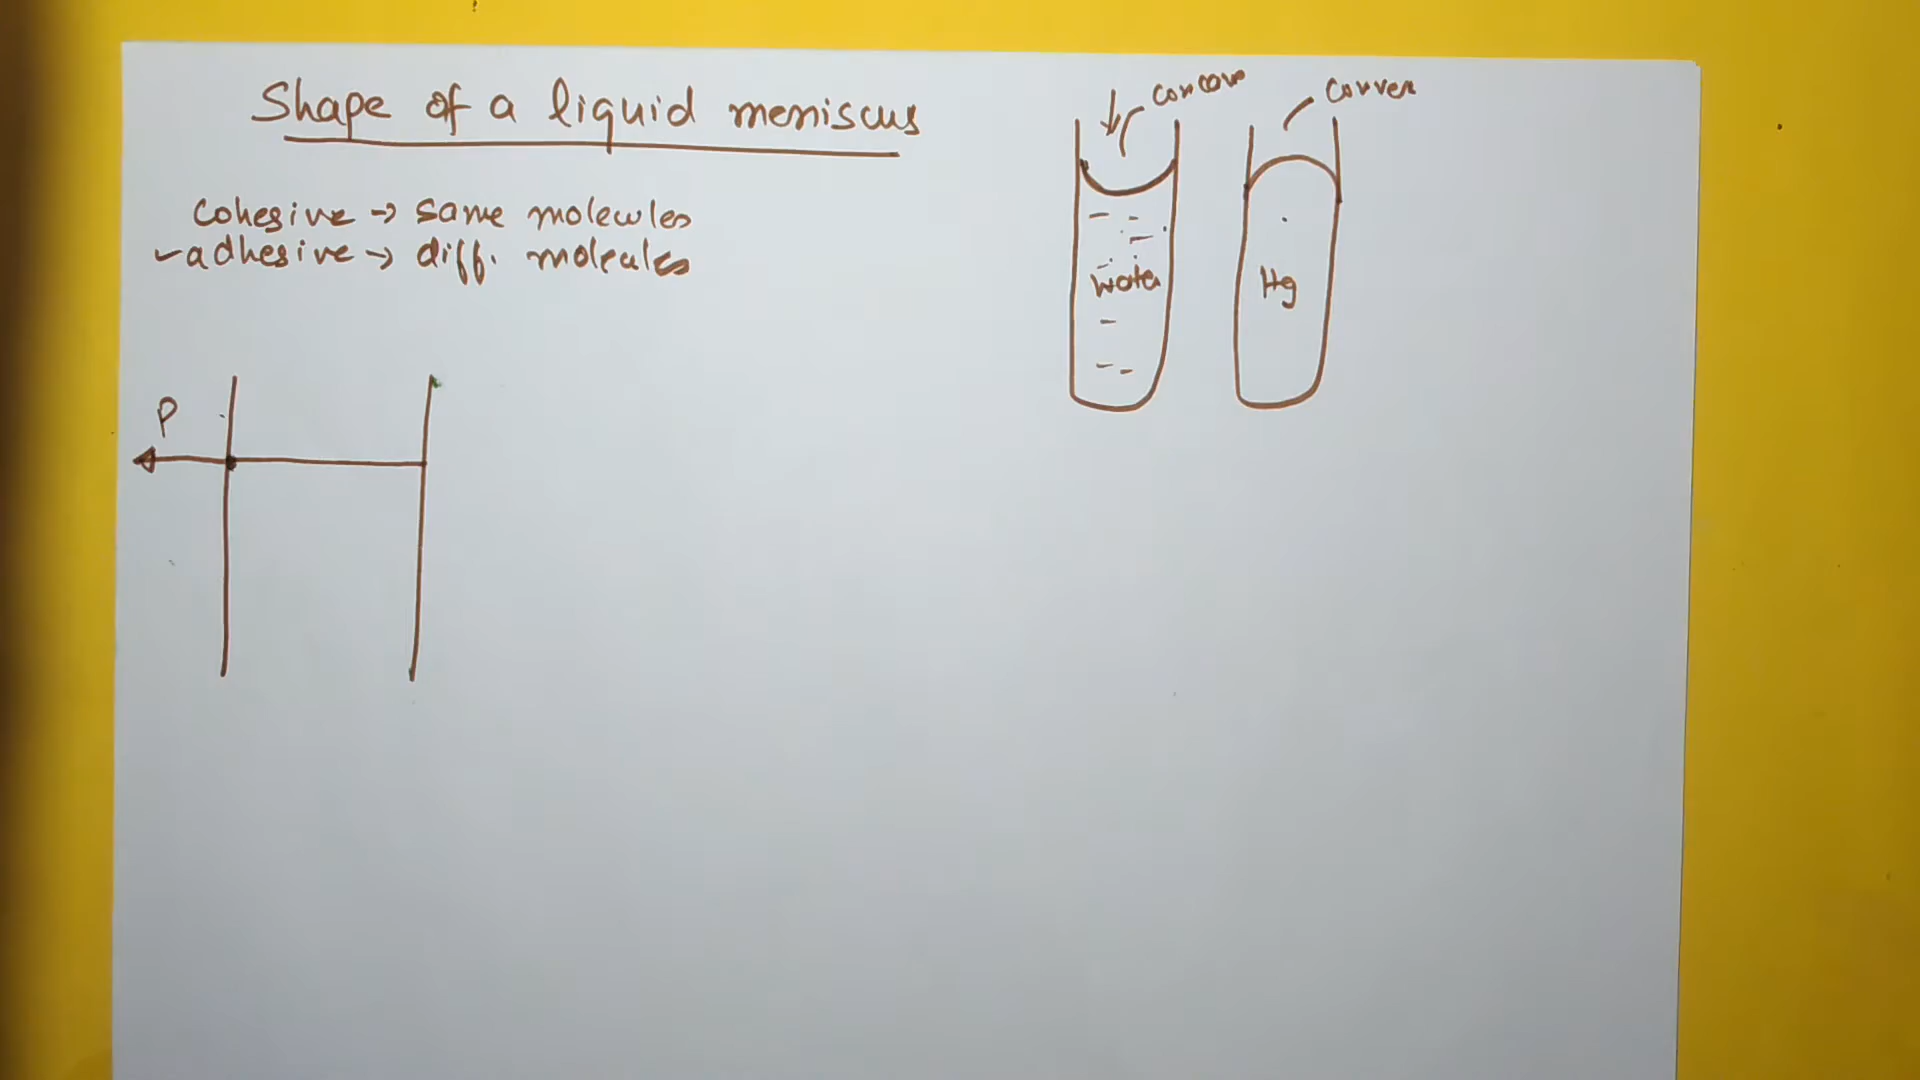 Shape of a liquid meniscus
Cohesive → same molecules
adhesive → diff. molecules
concave
convex
water
Hg
P